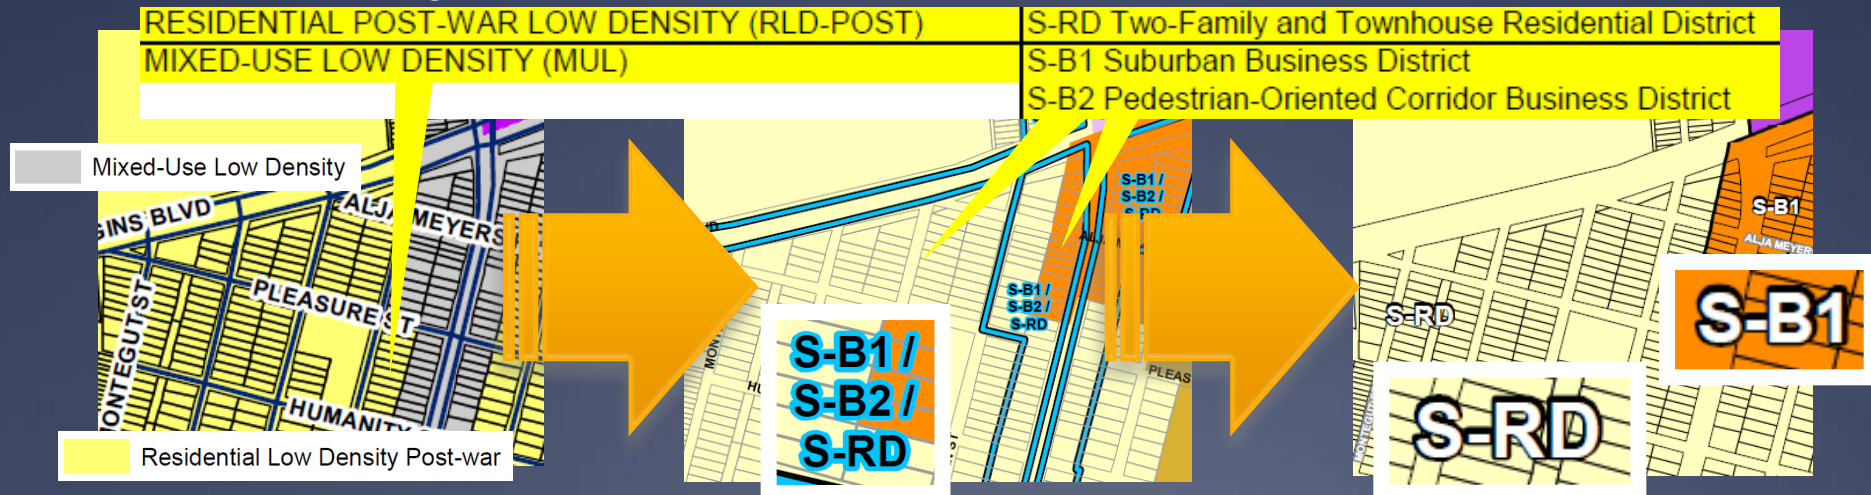 RESIDENTIAL POST-WAR LOW DENSITY (RLD-POST)
S-RD Two-Family and Townhouse Residential District
MIXED-USE LOW DENSITY (MUL)
S-B1 Suburban Business District
S-B2 Pedestrian-Oriented Corridor Business District
Mixed-Use Low Density
GINS BLVD
ALJA MEYERS
PLEASURE ST
MONTEGUT ST
HUMANITY
Residential Low Density Post-war
S-B1 /
S-B2 /
S-RD
S-B1 /
S-B2 /
S-RD
PLEAS
S-B1 /
S-B2 /
S-RD
S-B1
ALJA MEYER
S-RD
S-B1
S-RD
MONTEGU